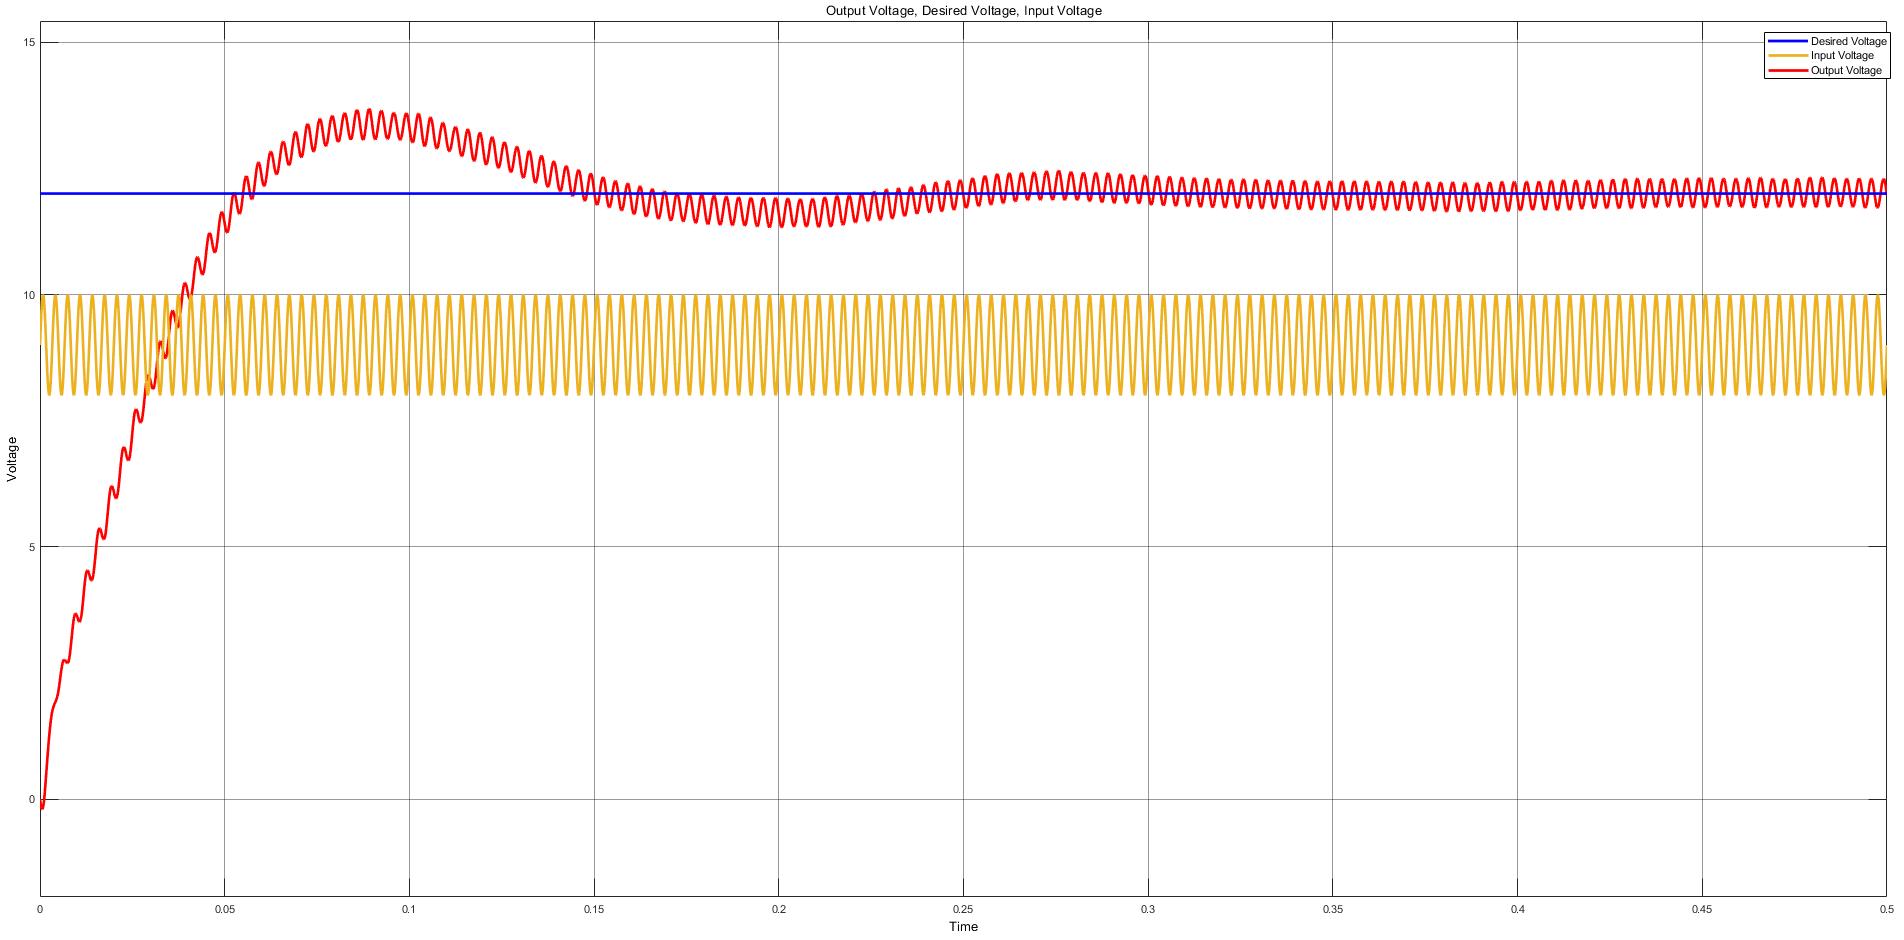 Output Voltage, Desired Voltage, Input Voltage
Desired Voltage
Input Voltage
Output Voltage
15
10
5
0
Voltage
0 0.05 0.1 0.15 0.2 0.25 0.3 0.35 0.4 0.45 0.5
Time